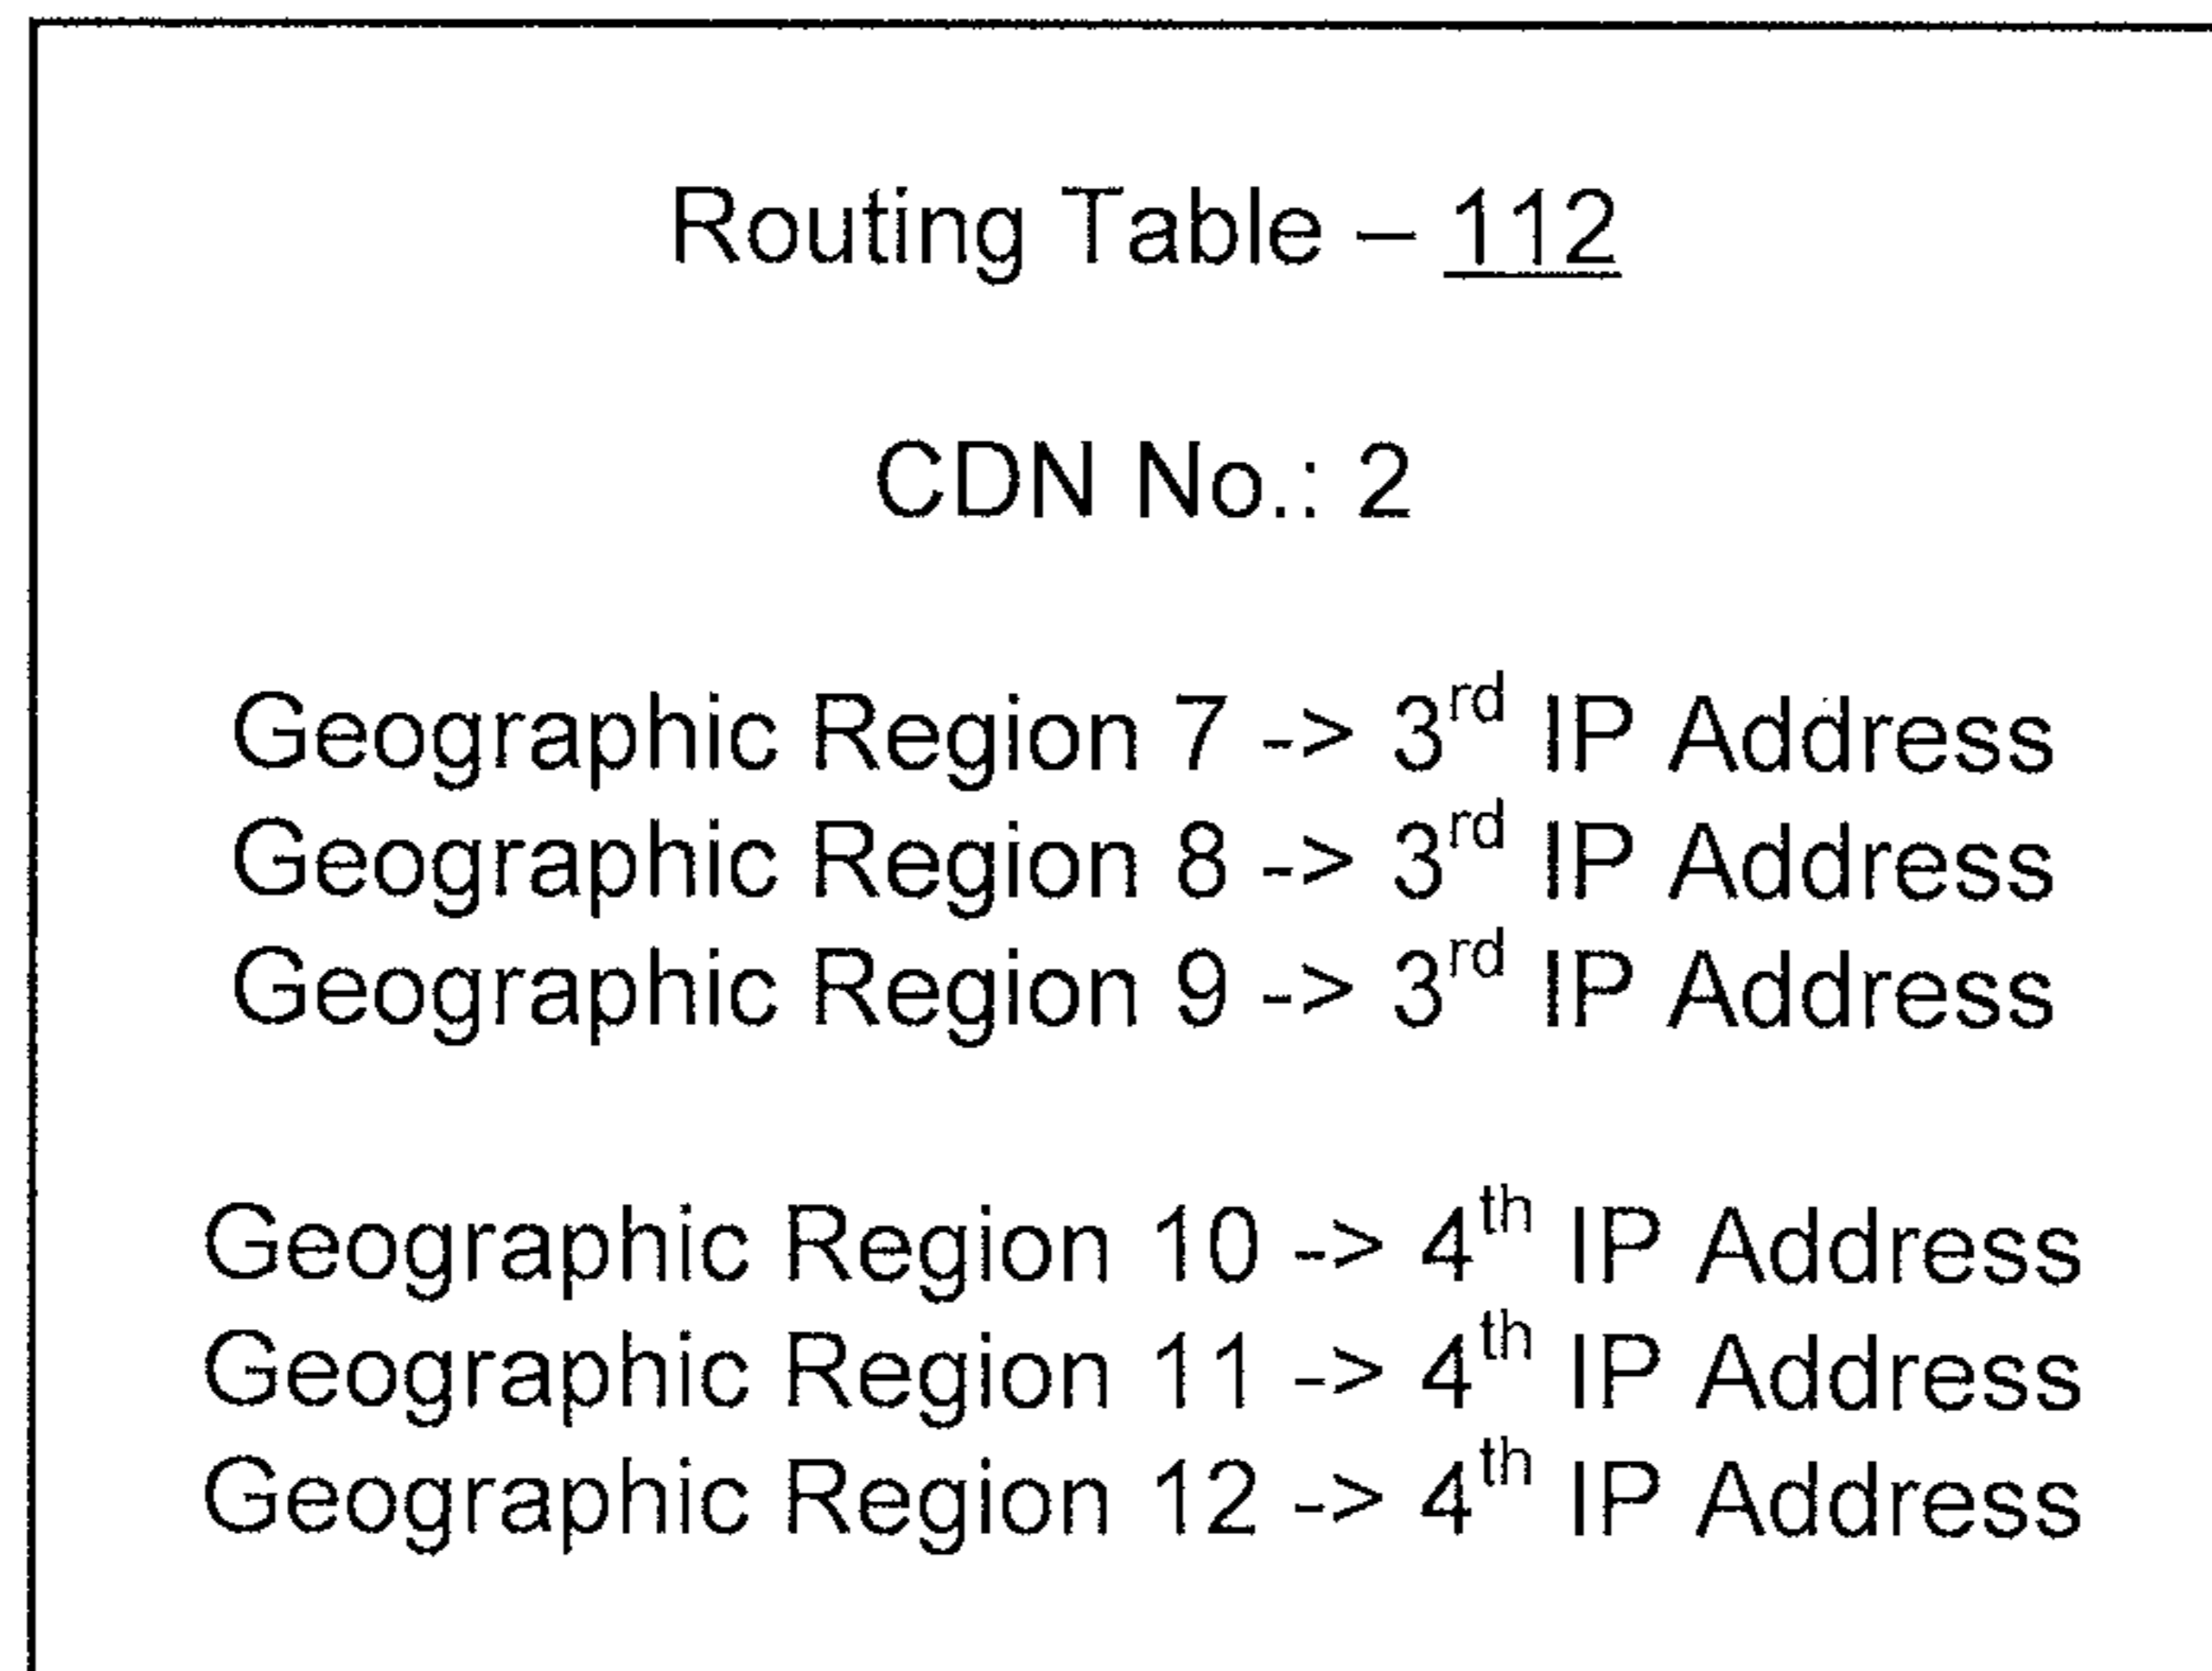 Routing Table – 112
CDN No.: 2
Geographic Region 7 -> 3rd IP Address
Geographic Region 8 -> 3rd IP Address
Geographic Region 9 -> 3rd IP Address
Geographic Region 10 -> 4th IP Address
Geographic Region 11 -> 4th IP Address
Geographic Region 12 -> 4th IP Address